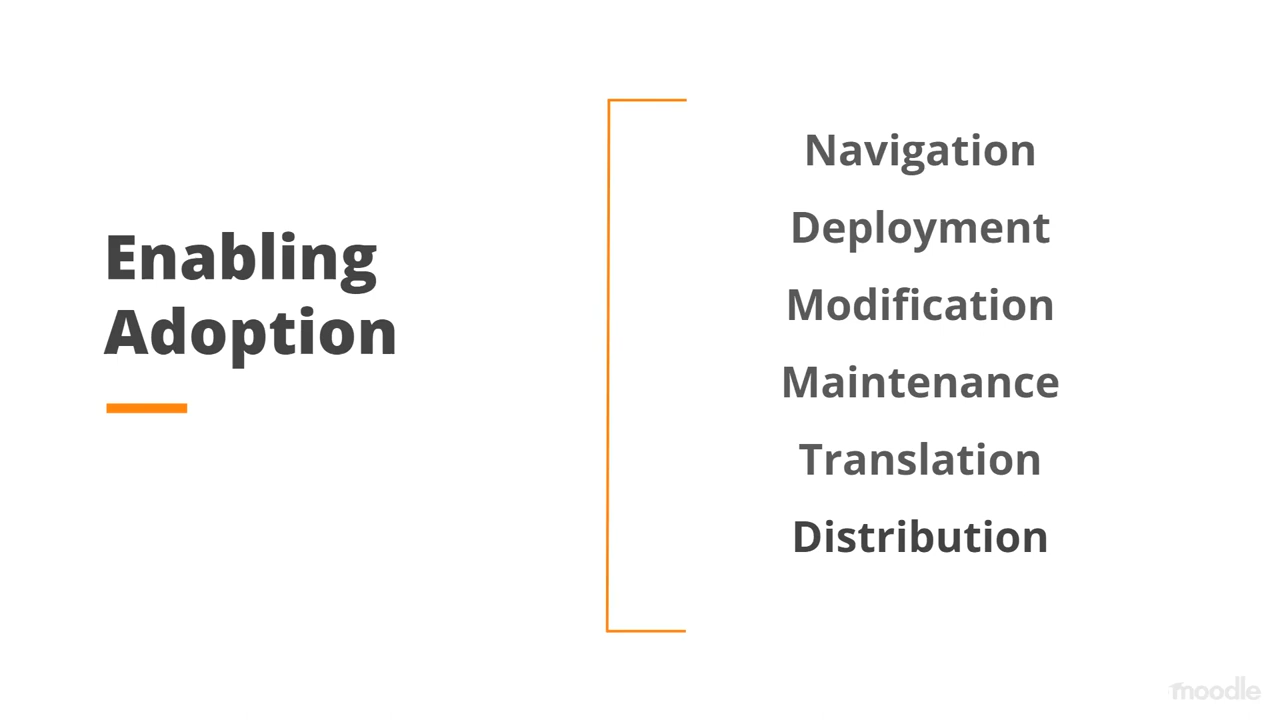 Enabling
Adoption
Navigation
Deployment
Modification
Maintenance
Translation
Distribution
moodle